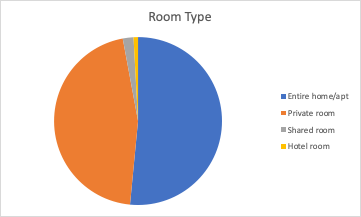 Room Type
Entire home/apt
Private room
Shared room
Hotel room